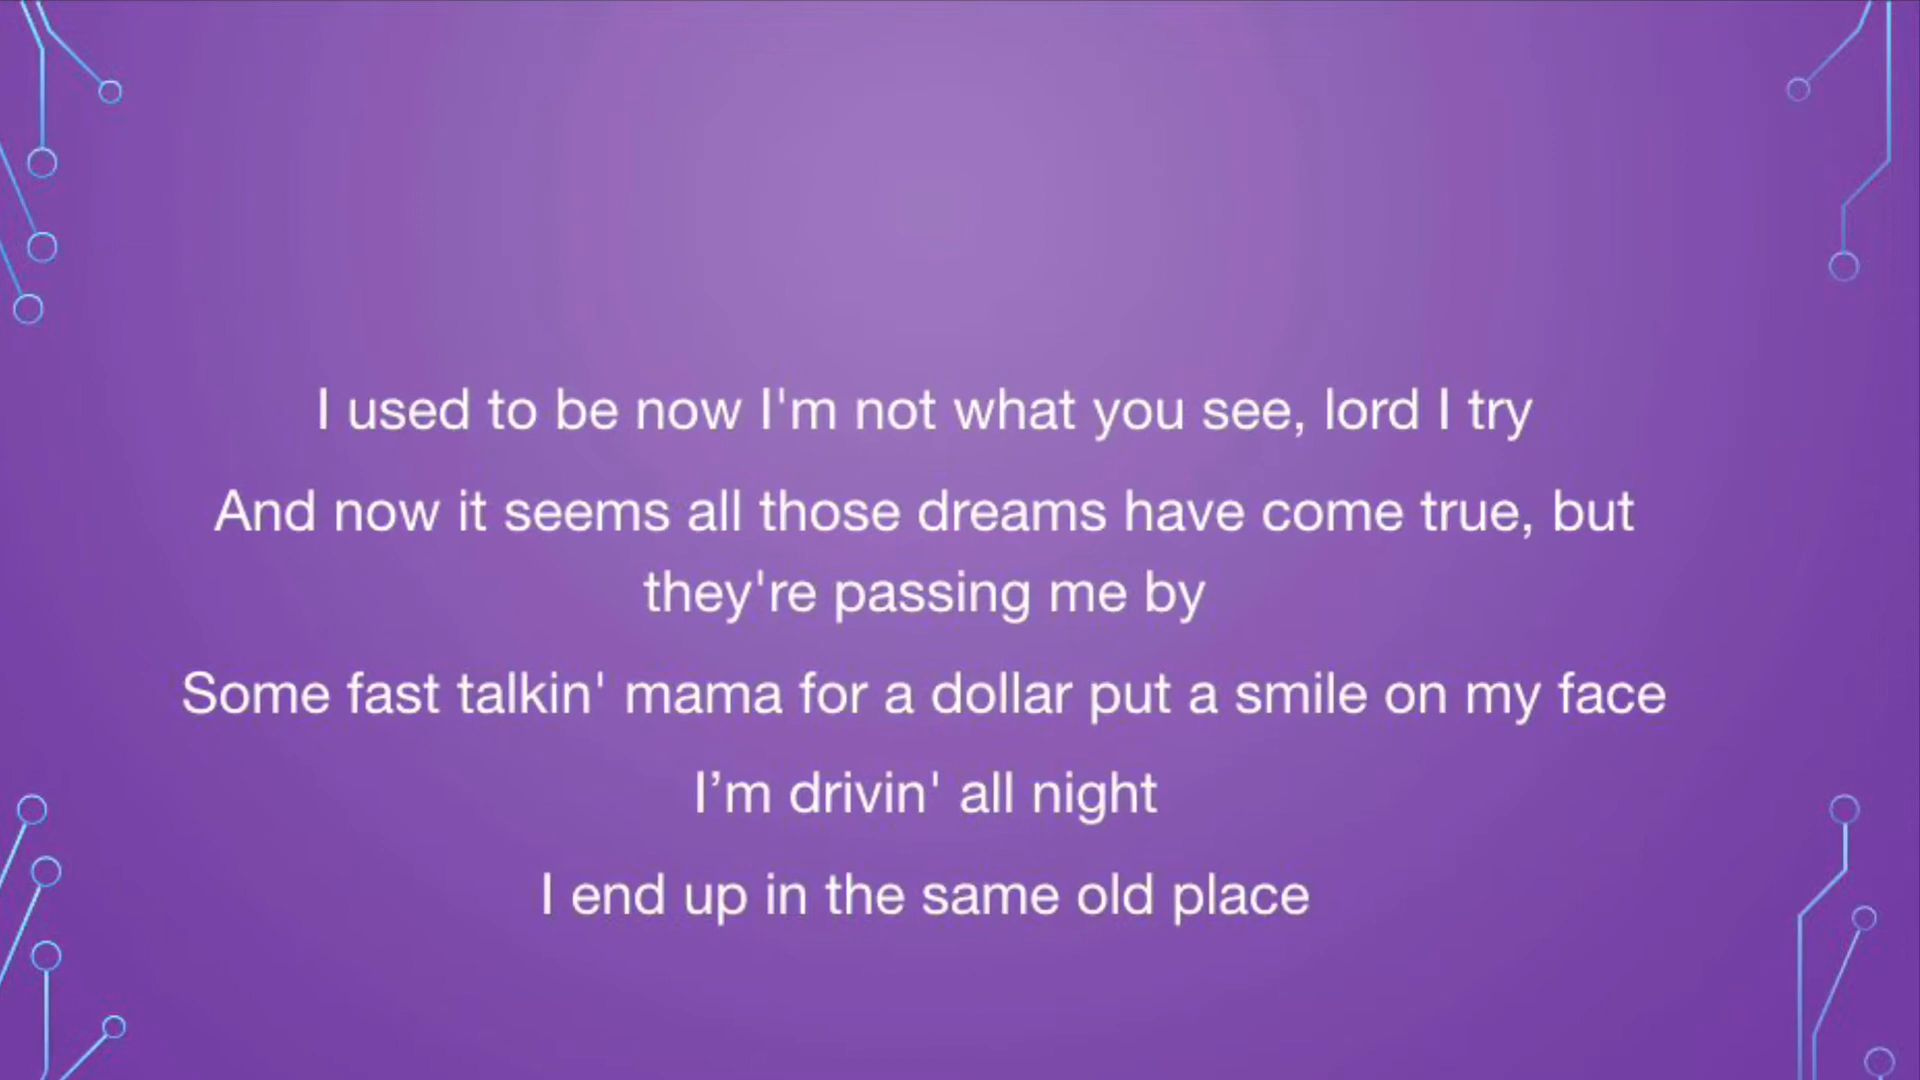 I used to be now I'm not what you see, lord I try
And now it seems all those dreams have come true, but
they're passing me by
Some fast talkin' mama for a dollar put a smile on my face
I’m drivin' all night
I end up in the same old place